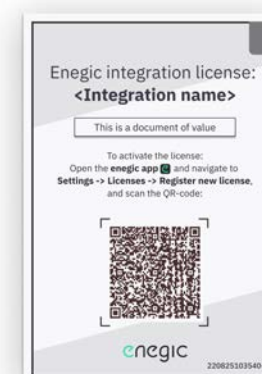 Enegic integration license:
<Integration name>
This is a document of value
To activate the license:
Open the enegic app and navigate to
Settings -> Licenses -> Register new license,
and scan the QR-code:
enegic
220825103540